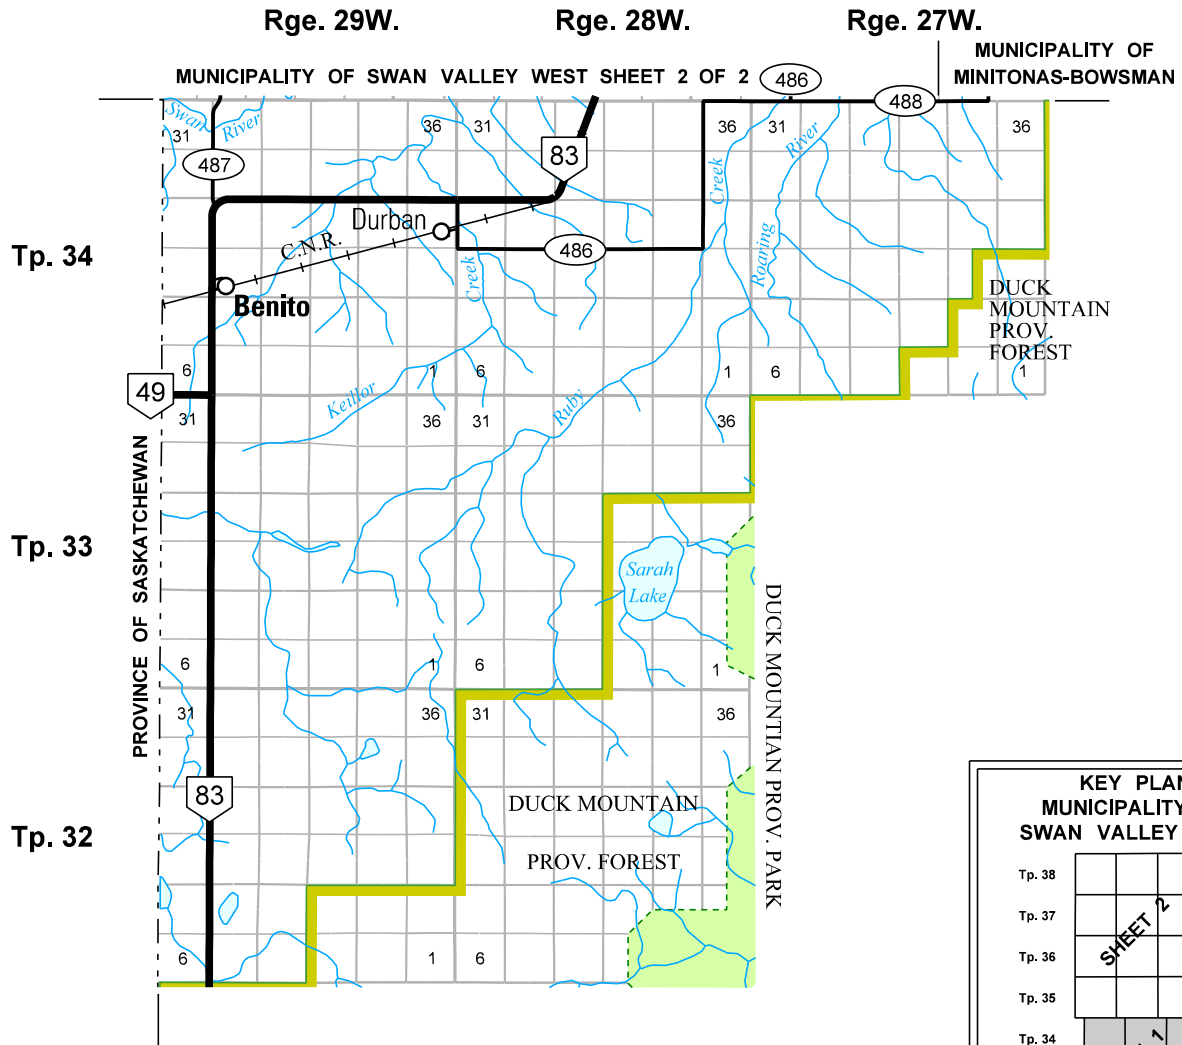 Rge. 29W. Rge. 28W. Rge. 27W.
MUNICIPALITY OF
MINITONAS-BOWSMAN
MUNICIPALITY OF SWAN VALLEY WEST SHEET 2 OF 2
486
488
Swan
River
31
36
31
36
31
36
487
83
River
Creek
Durban
C.N.R.
486
Roaring
Tp. 34
Creek
Benito
DUCK
MOUNTAIN
PROV.
FOREST
6
1
6
1
6
1
49
Keillor
Ruby
31
36
31
36
PROVINCE OF SASKATCHEWAN
Tp. 33
Sarah
Lake
DUCK MOUNTIAN PROV. PARK
6
1
6
1
31
36
31
36
83
DUCK MOUNTAIN
PROV. FOREST
Tp. 32
6
1
6
KEY PLAN
MUNICIPALITY
SWAN VALLEY
Tp. 38
Tp. 37
Tp. 36
Tp. 35
Tp. 34
SHEET 2
1